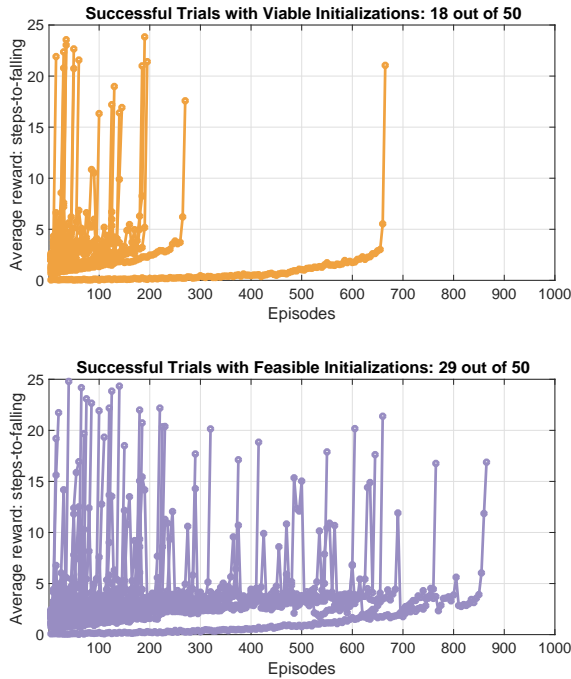 Successful Trials with Viable Initializations: 18 out of 50
Average reward: steps-to-falling
25
20
15
10
5
0
100 200 300 400 500 600 700 800 900 1000
Episodes
Successful Trials with Feasible Initializations: 29 out of 50
Average reward: steps-to-falling
25
20
15
10
5
0
100 200 300 400 500 600 700 800 900 1000
Episodes